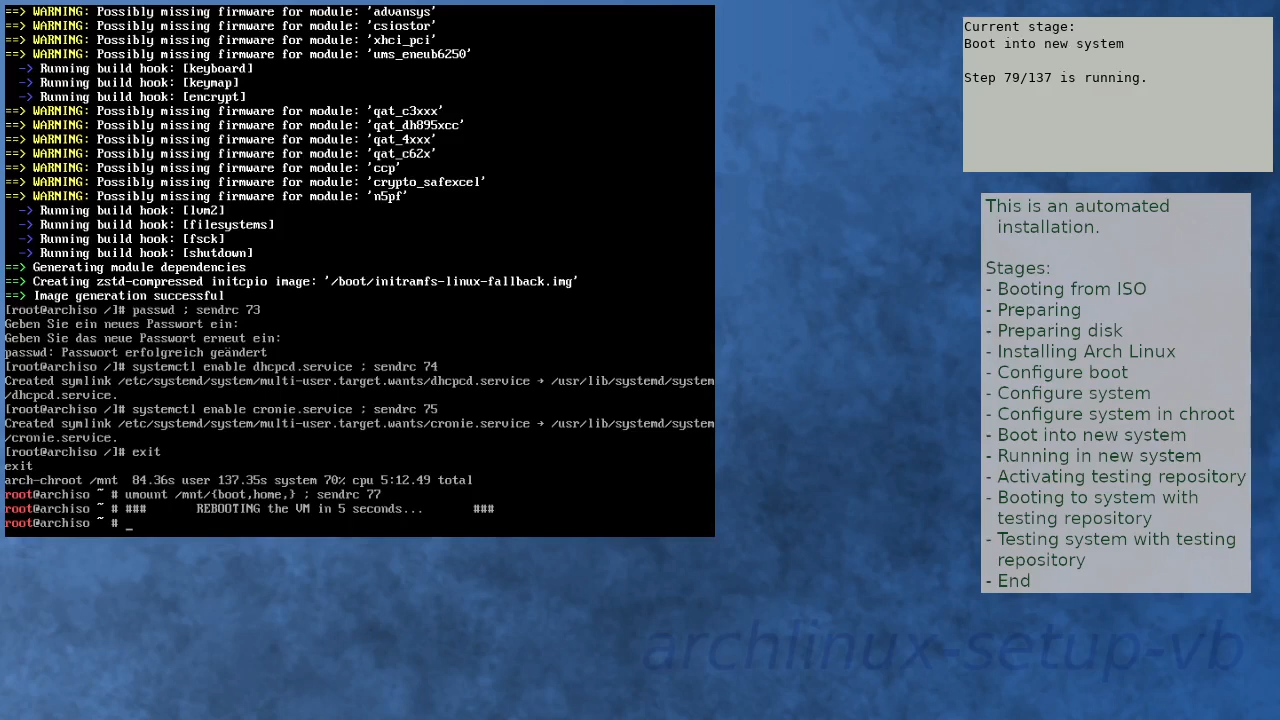 ==> WARNING: Possibly missing firmware for module: 'advansys'
==> WARNING: Possibly missing firmware for module: 'csiostor'
==> WARNING: Possibly missing firmware for module: 'xhci_pci'
==> WARNING: Possibly missing firmware for module: 'ums_eneub6250'
  -> Running build hook: [keyboard]
  -> Running build hook: [keymap]
  -> Running build hook: [encrypt]
==> WARNING: Possibly missing firmware for module: 'qat_c3xxx'
==> WARNING: Possibly missing firmware for module: 'qat_dh895xcc'
==> WARNING: Possibly missing firmware for module: 'qat_4xxx'
==> WARNING: Possibly missing firmware for module: 'qat_c62x'
==> WARNING: Possibly missing firmware for module: 'ccp'
==> WARNING: Possibly missing firmware for module: 'crypto_safexcel'
==> WARNING: Possibly missing firmware for module: 'n5pf'
  -> Running build hook: [lvm2]
  -> Running build hook: [filesystems]
  -> Running build hook: [fsck]
  -> Running build hook: [shutdown]
==> Generating module dependencies
==> Creating zstd-compressed initcpio image: '/boot/initramfs-linux-fallback.img'
==> Image generation successful
[root@archiso /]# passwd ; sendrc 73
Geben Sie ein neues Passwort ein:
Geben Sie das neue Passwort erneut ein:
passwd: Passwort erfolgreich geändert
[root@archiso /]# systemctl enable dhcpcd.service ; sendrc 74
Created symlink /etc/systemd/system/multi-user.target.wants/dhcpcd.service → /usr/lib/systemd/system
/dhcpcd.service.
[root@archiso /]# systemctl enable cronie.service ; sendrc 75
Created symlink /etc/systemd/system/multi-user.target.wants/cronie.service → /usr/lib/systemd/system
/cronie.service.
[root@archiso /]# exit
exit
arch-chroot /mnt  84.36s user 137.35s system 70% cpu 5:12.49 total
root@archiso ~ # umount /mnt/{boot,home,} ; sendrc 77
root@archiso ~ # ###       REBOOTING the VM in 5 seconds...       ###
root@archiso ~ # _
Current stage:
Boot into new system
Step 79/137 is running.
This is an automated
installation.
Stages:
- Booting from ISO
- Preparing
- Preparing disk
- Installing Arch Linux
- Configure boot
- Configure system
- Configure system in chroot
- Boot into new system
- Running in new system
- Activating testing repository
- Booting to system with
testing repository
- Testing system with testing
repository
- End
archlinux-setup-vb